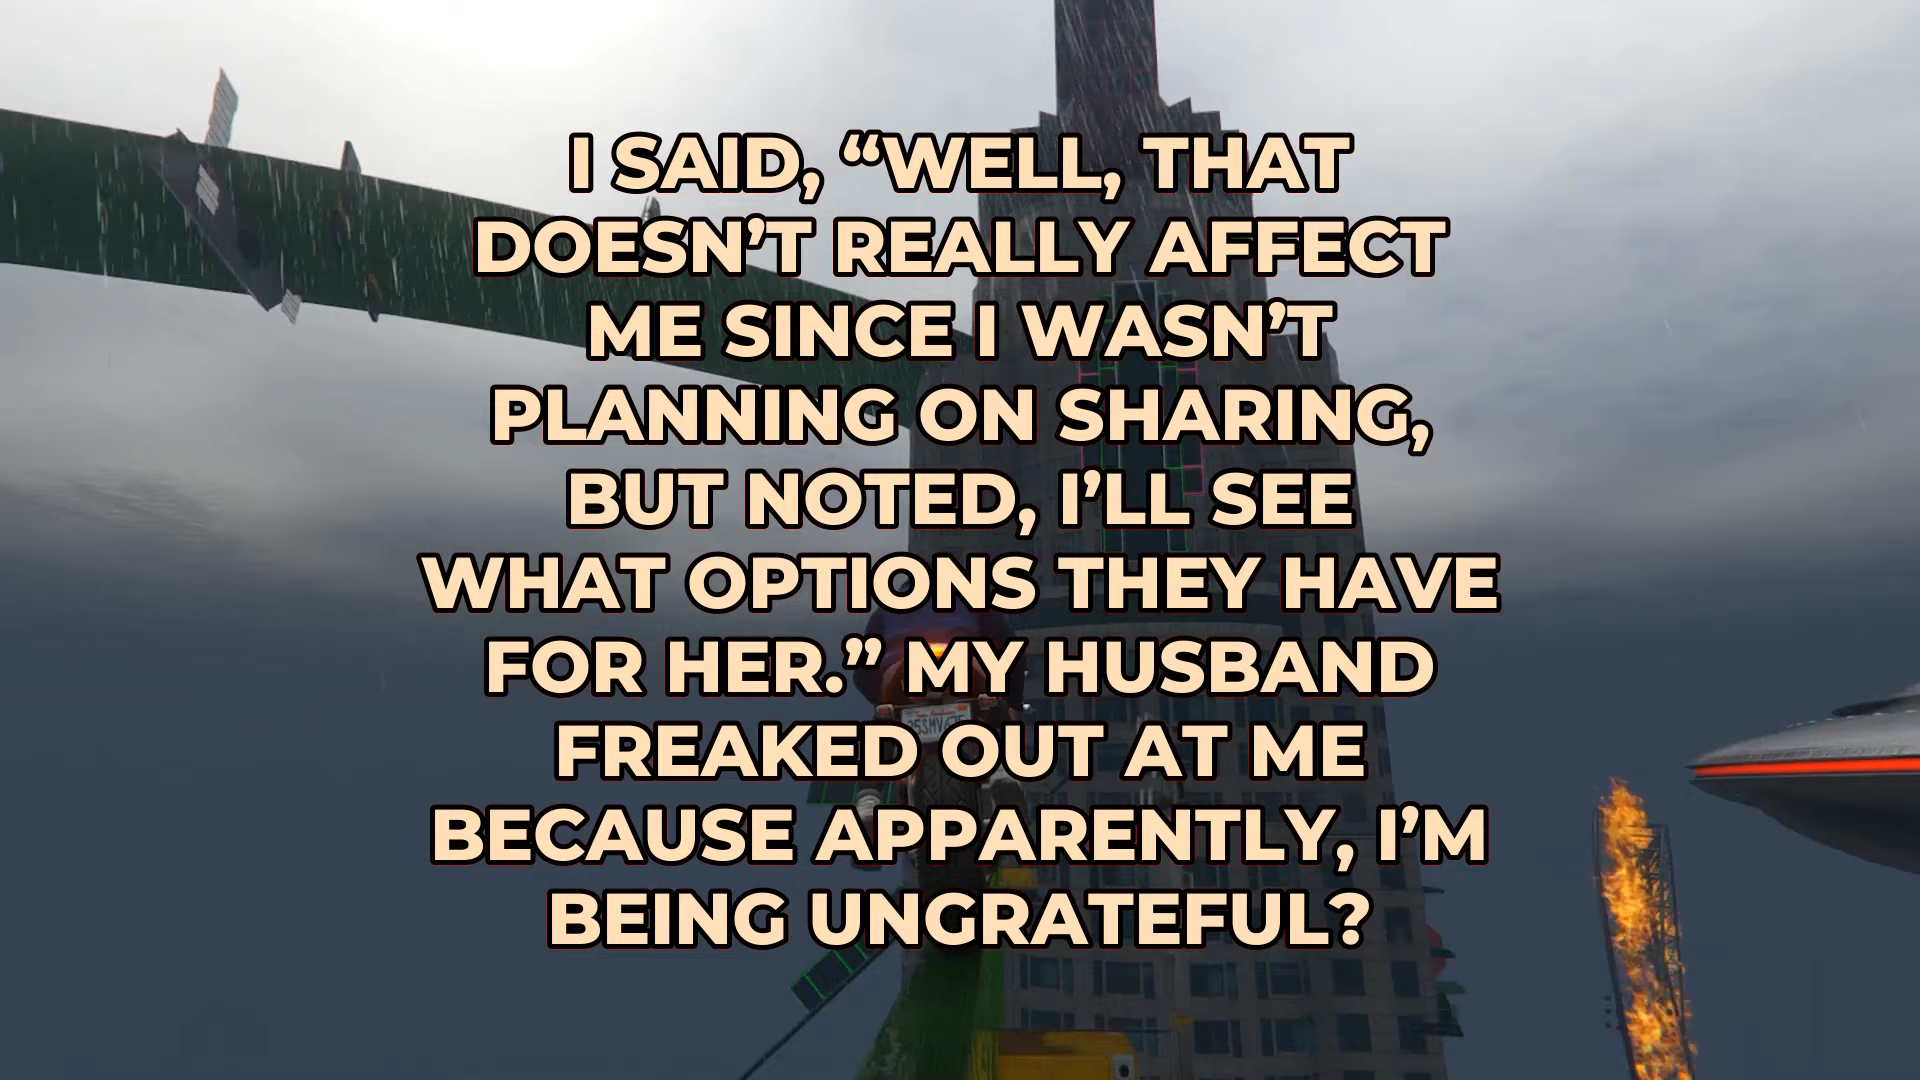 I SAID, “WELL, THAT
DOESN’T REALLY AFFECT
ME SINCE I WASN’T
PLANNING ON SHARING,
BUT NOTED, I’LL SEE
WHAT OPTIONS THEY HAVE
FOR HER.” MY HUSBAND
FREAKED OUT AT ME
BECAUSE APPARENTLY, I’M
BEING UNGRATEFUL?